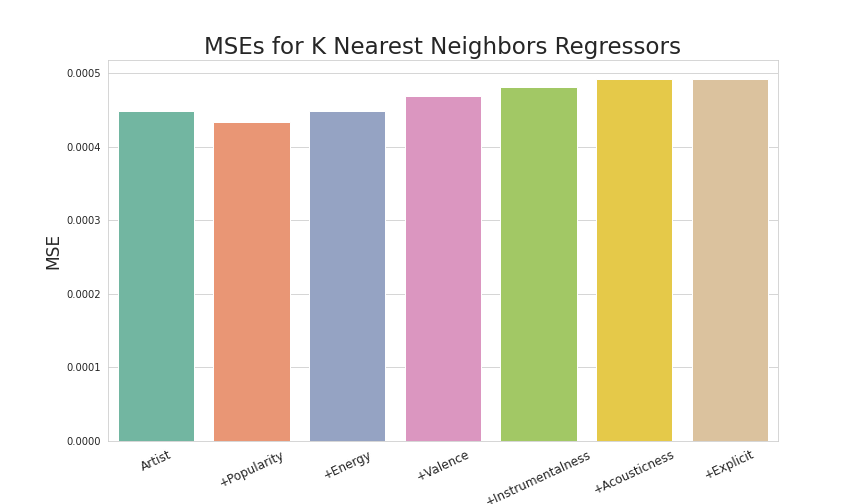 MSEs for K Nearest Neighbors Regressors
MSE
0.0005
0.0004
0.0003
0.0002
0.0001
0.0000
Artist
+Popularity
+Energy
+Valence
+Instrumentalness
+Acousticness
+Explicit